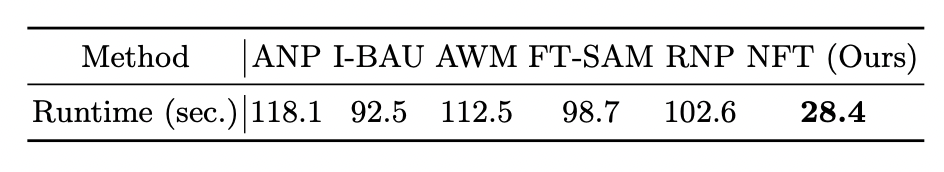 Method ANP I-BAU AWM FT-SAM RNP NFT (Ours)
Runtime (sec.) 118.1 92.5 112.5 98.7 102.6 28.4